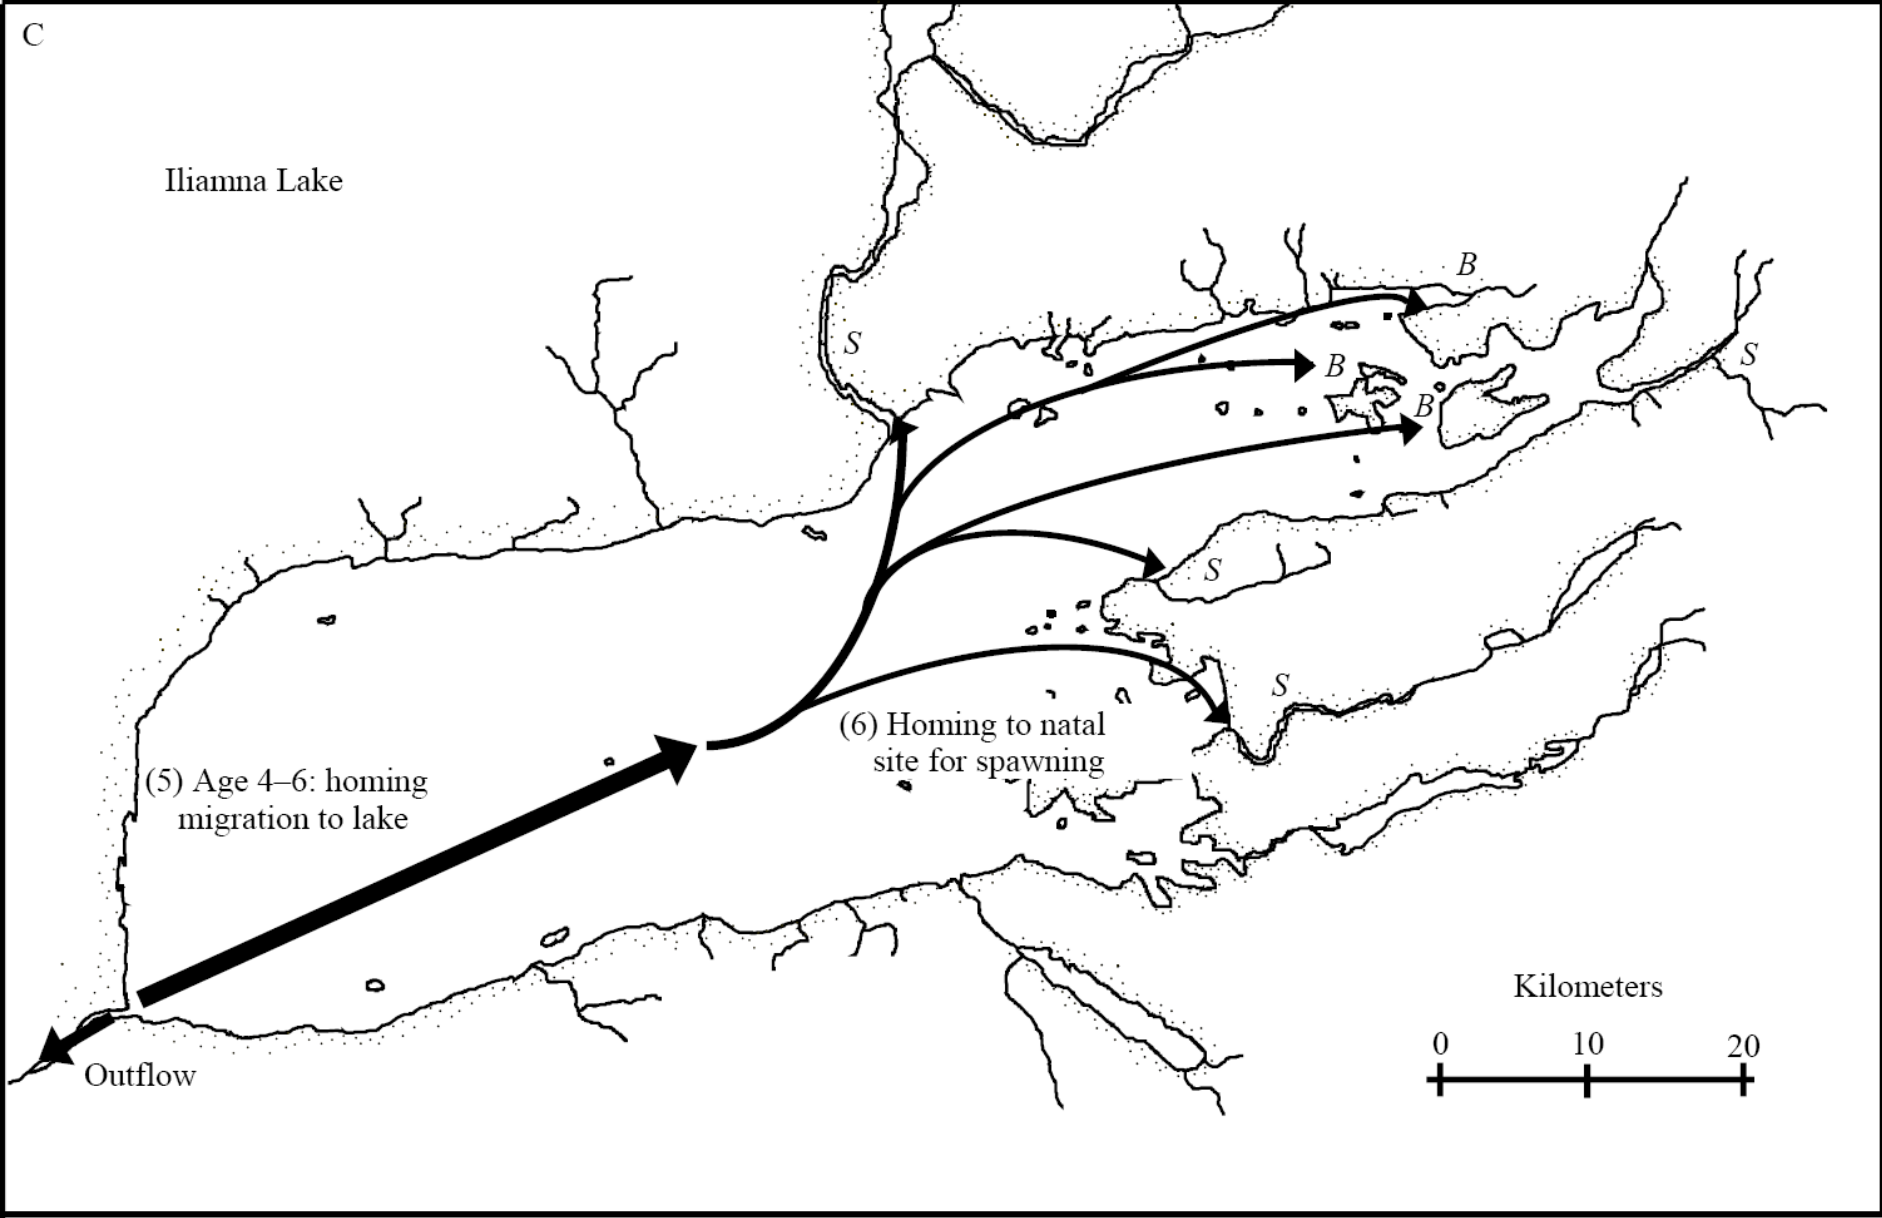 C
Iliamna Lake
B
S
S
B
B
S
S
(6) Homing to natal
site for spawning
(5) Age 4–6: homing
migration to lake
Kilometers
0 10 20
Outflow